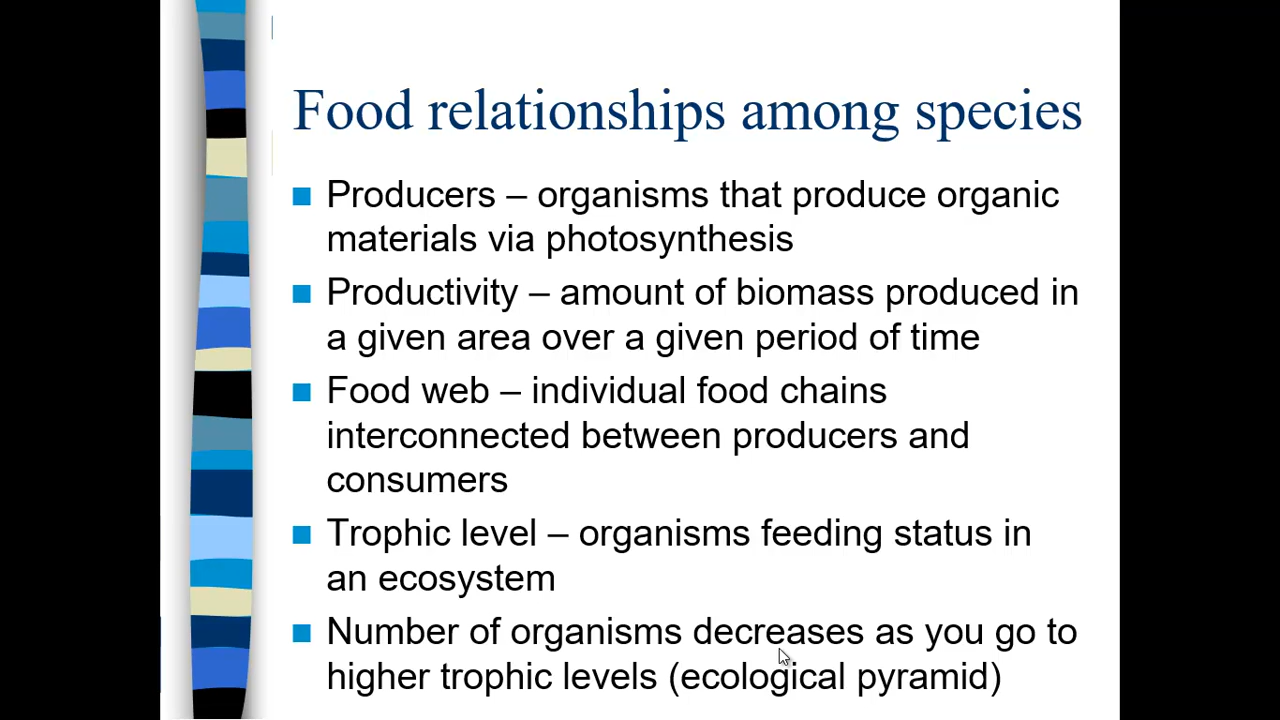 Food relationships among species
Producers – organisms that produce organic
materials via photosynthesis
Productivity – amount of biomass produced in
a given area over a given period of time
Food web – individual food chains
interconnected between producers and
consumers
Trophic level – organisms feeding status in
an ecosystem
Number of organisms decreases as you go to
higher trophic levels (ecological pyramid)